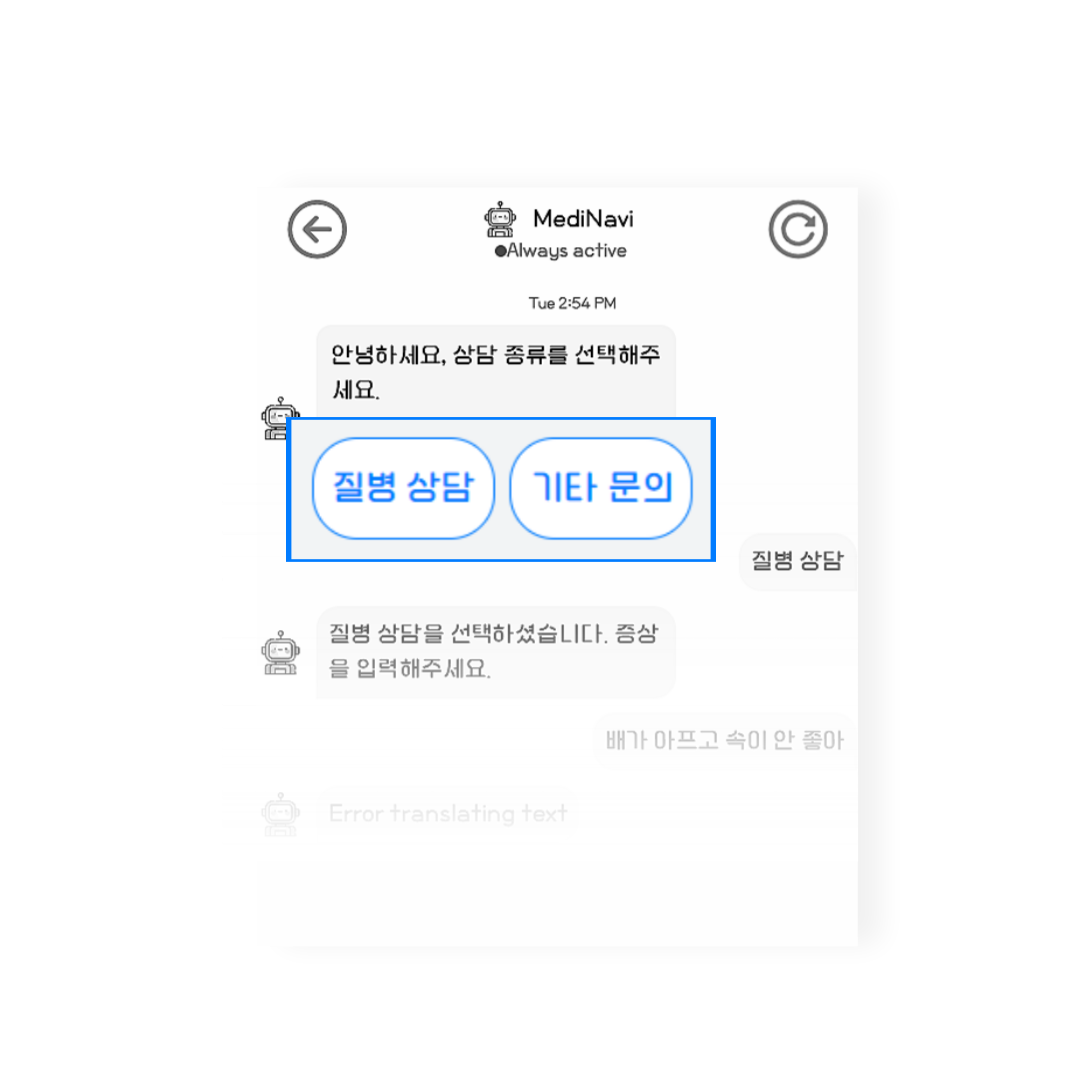 MediNavi
Always active
Tue 2:54 PM
안녕하세요, 상담 종류를 선택해주
세요.
질병 상담 기타 문의
질병 상담
질병 상담을 선택하셨습니다. 증상
을 입력해주세요.
배가 아프고 속이 안 좋아
Error translating text